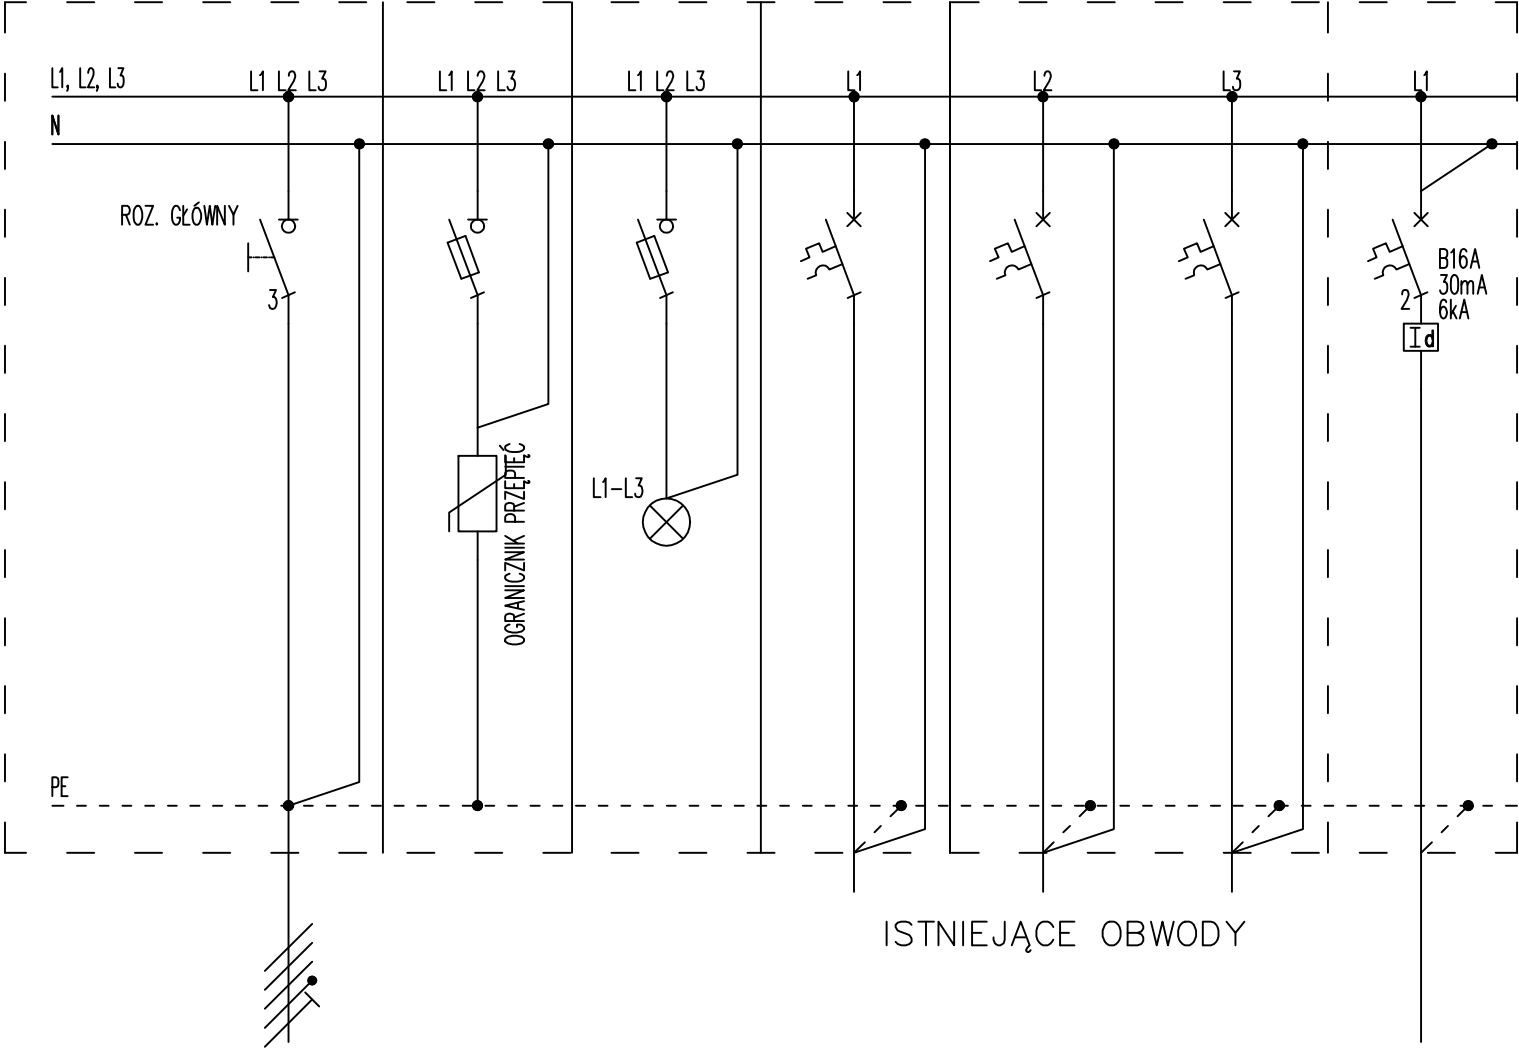 L1, L2, L3
L1 L2 L3
L1 L2 L3
L1 L2 L3
L1
L2
L3
L1
N
ROZ. GŁÓWNY
3
B16A
30mA
6kA
2
Id
OGRANICZNIK PRZĘPIĘĆ
L1-L3
PE
ISTNIEJĄCE OBWODY